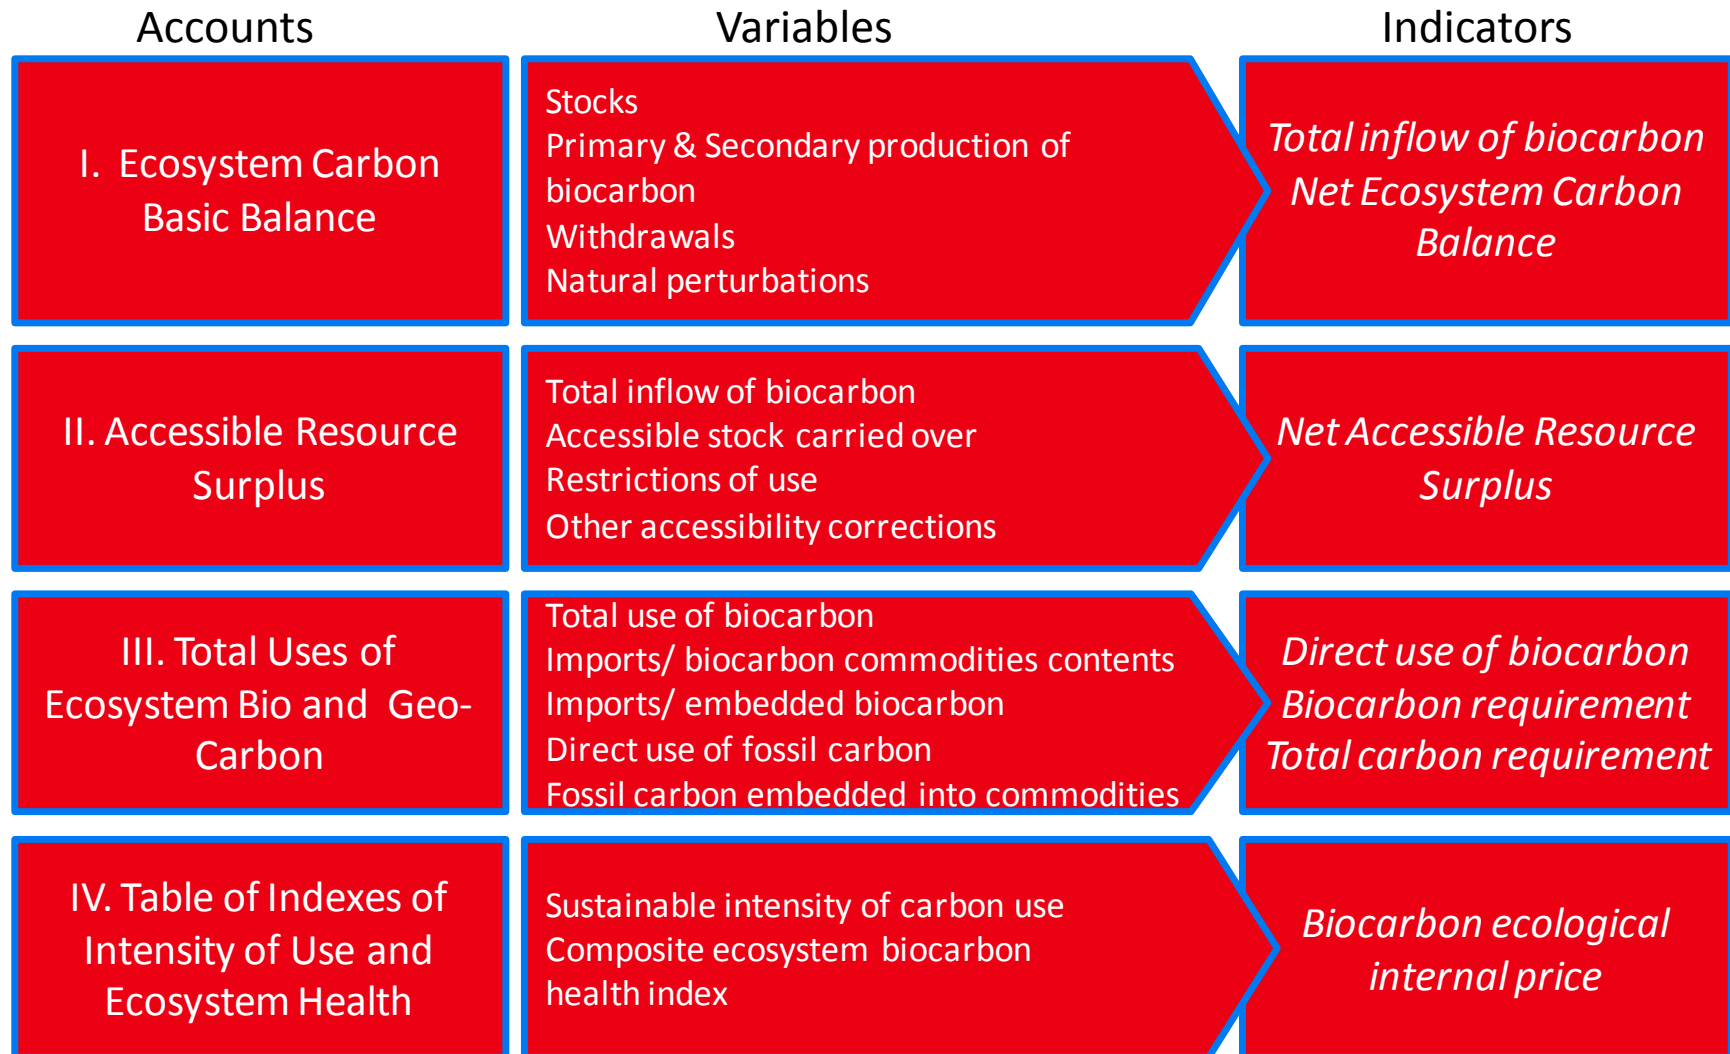 Accounts
Variables
Indicators
I. Ecosystem Carbon
Basic Balance
Stocks
Primary & Secondary production of
biocarbon
Withdrawals
Natural perturbations
Total inflow of biocarbon
Net Ecosystem Carbon
Balance
II. Accessible Resource
Surplus
Total inflow of biocarbon
Accessible stock carried over
Restrictions of use
Other accessibility corrections
Net Accessible Resource
Surplus
III. Total Uses of
Ecosystem Bio and Geo-
Carbon
Total use of biocarbon
Imports/ biocarbon commodities contents
Imports/ embedded biocarbon
Direct use of fossil carbon
Fossil carbon embedded into commodities
Direct use of biocarbon
Biocarbon requirement
Total carbon requirement
IV. Table of Indexes of
Intensity of Use and
Ecosystem Health
Sustainable intensity of carbon use
Composite ecosystem biocarbon
health index
Biocarbon ecological
internal price